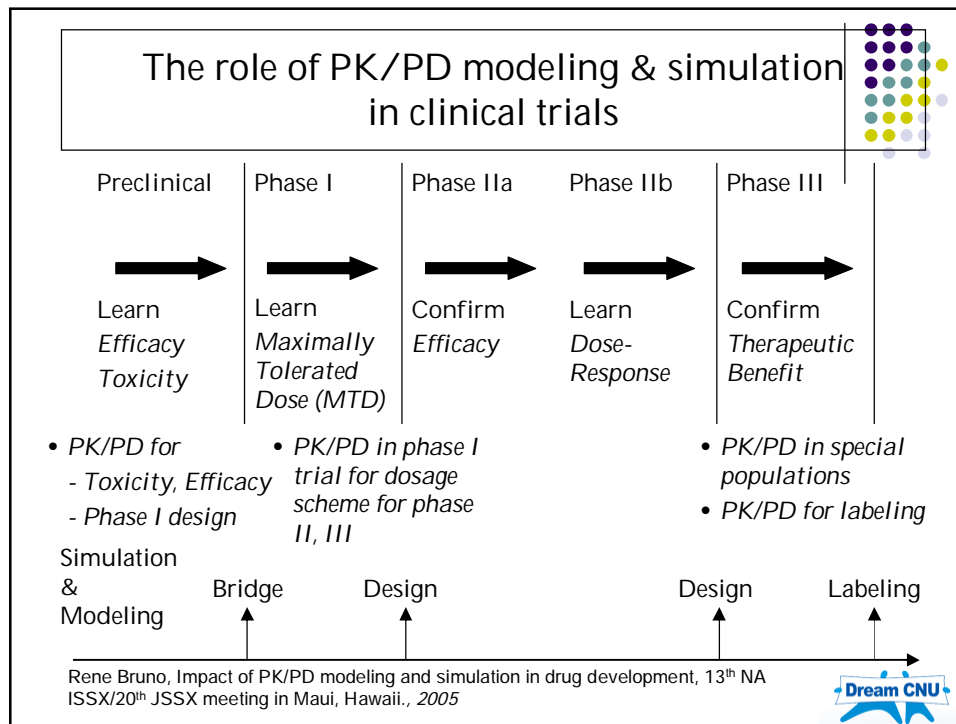 The role of PK/PD modeling & simulation
in clinical trials
Preclinical
Phase I
Phase IIa
Phase IIb
Phase III
Learn
Efficacy
Toxicity
Learn
Maximally
Tolerated
Dose (MTD)
Confirm
Efficacy
Learn
Dose-
Response
Confirm
Therapeutic
Benefit
• PK/PD for
- Toxicity, Efficacy
- Phase I design
• PK/PD in phase I
trial for dosage
scheme for phase
II, III
• PK/PD in special
populations
• PK/PD for labeling
Simulation
&
Modeling
Bridge
Design
Design
Labeling
Rene Bruno, Impact of PK/PD modeling and simulation in drug development, 13th NA
ISSX/20th JSSX meeting in Maui, Hawaii., 2005
Dream CNU